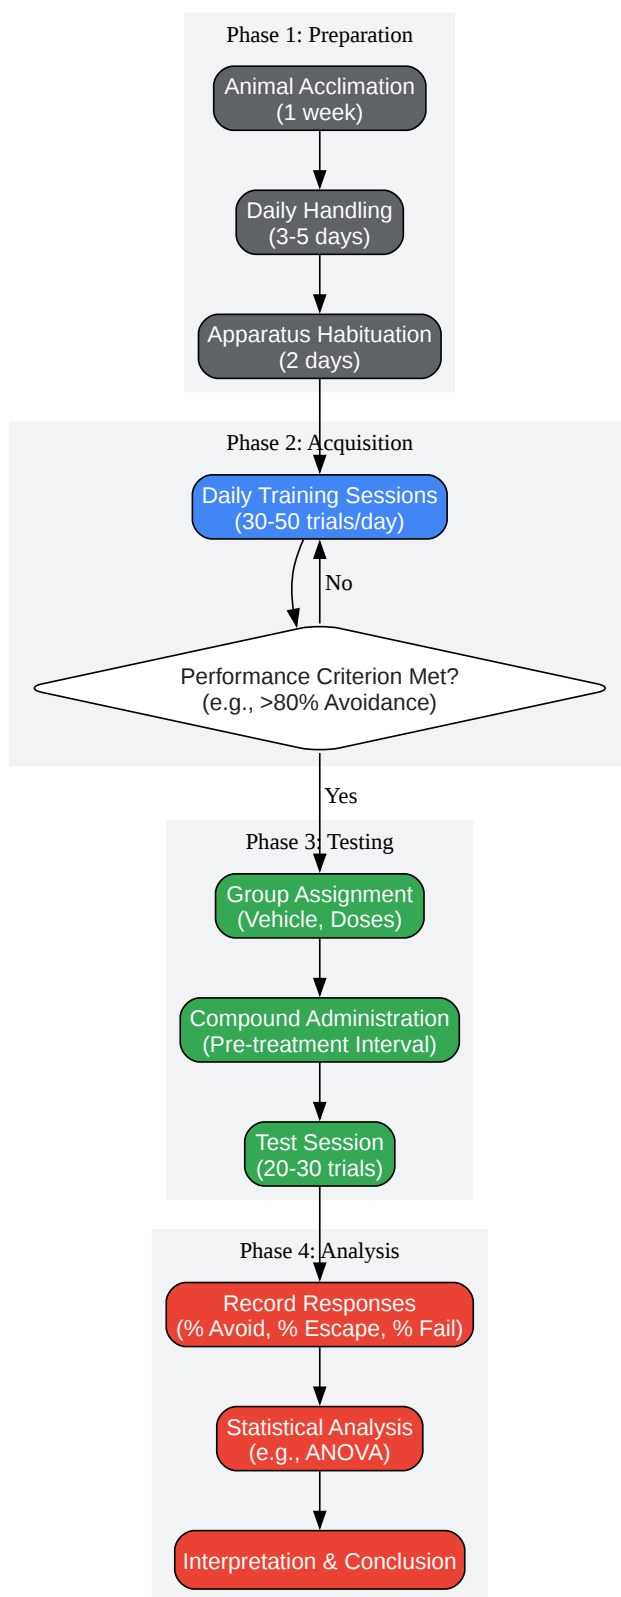 Phase 1: Preparation
Animal Acclimation
(1 week)
Daily Handling
(3-5 days)
Apparatus Habituation
(2 days)
Phase 2: Acquisition
Daily Training Sessions
(30-50 trials/day)
No
Performance Criterion Met?
(e.g., >80% Avoidance)
Yes
Phase 3: Testing
Group Assignment
(Vehicle, Doses)
Compound Administration
(Pre-treatment Interval)
Test Session
(20-30 trials)
Phase 4: Analysis
Record Responses
(% Avoid, % Escape, % Fail)
Statistical Analysis
(e.g., ANOVA)
Interpretation & Conclusion